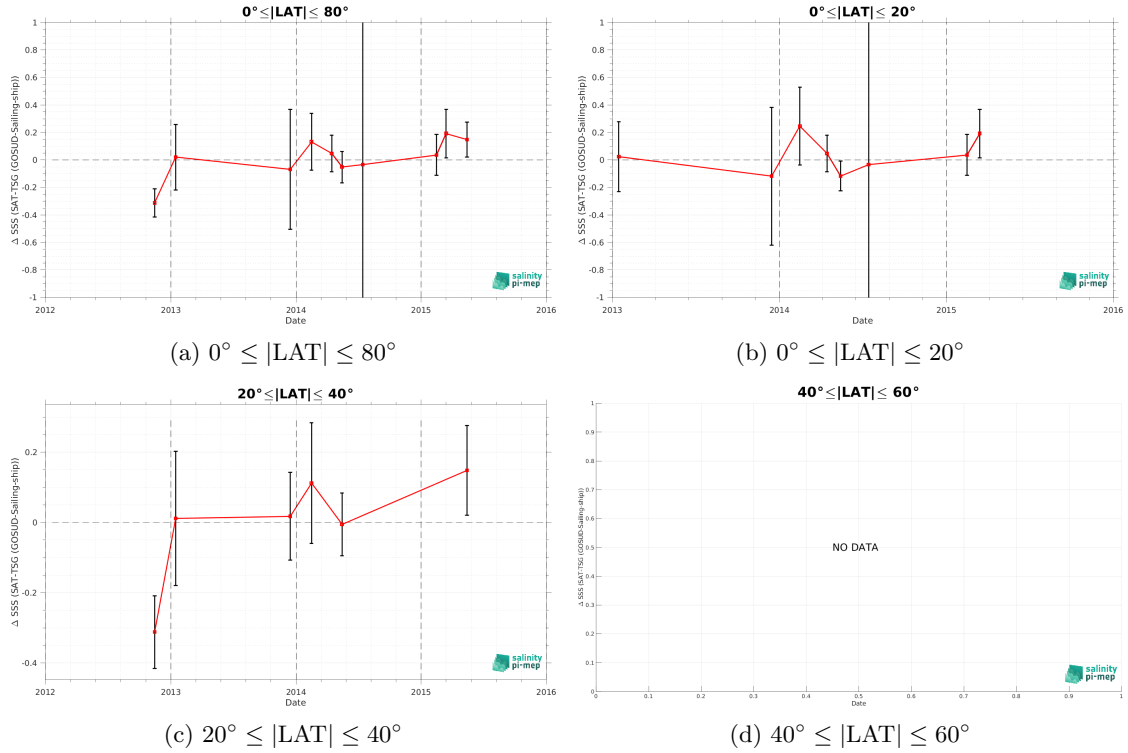 0°≤|LAT|≤ 80°
1
0.8
0.6
0.4
0.2
0
-0.2
-0.4
-0.6
-0.8
-1
Δ SSS (SAT-TSG (GOSUD-Sailing-ship))
2012
2013
2014
2015
2016
Date
salinity
pi-mep
(a) 0° ≤ |LAT| ≤ 80°
0°≤|LAT|≤ 20°
1
0.8
0.6
0.4
0.2
0
-0.2
-0.4
-0.6
-0.8
-1
Δ SSS (SAT-TSG (GOSUD-Sailing-ship))
2013
2014
2015
2016
Date
salinity
pi-mep
(b) 0° ≤ |LAT| ≤ 20°
20°≤|LAT|≤ 40°
0.2
0
-0.2
-0.4
Δ SSS (SAT-TSG (GOSUD-Sailing-ship))
2012
2013
2014
2015
2016
Date
salinity
pi-mep
(c) 20° ≤ |LAT| ≤ 40°
40°≤|LAT|≤ 60°
1
0.9
0.8
0.7
0.6
0.5
0.4
0.3
0.2
0.1
0
Δ SSS (SAT-TSG (GOSUD-Sailing-ship))
NO DATA
0
0.1
0.2
0.3
0.4
0.5
0.6
0.7
0.8
0.9
1
Date
salinity
pi-mep
(d) 40° ≤ |LAT| ≤ 60°